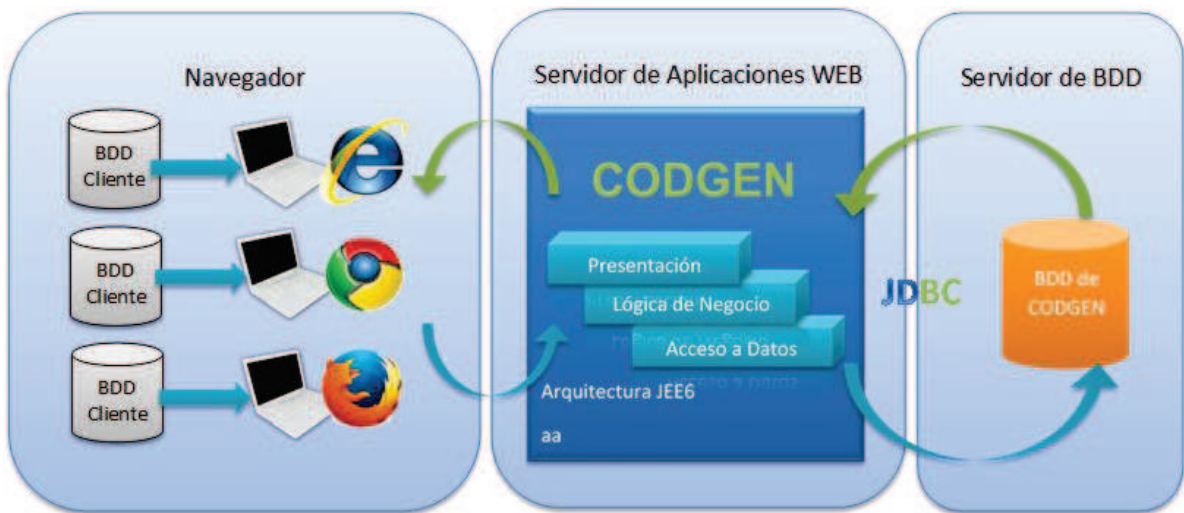 Navegador
BDD
Cliente
BDD
Cliente
BDD
Cliente
Servidor de Aplicaciones WEB
CODGEN
Presentación
Lógica de Negocio
Acceso a Datos
Arquitectura JEE6
aa
Servidor de BDD
JDBC
BDD de
CODGEN